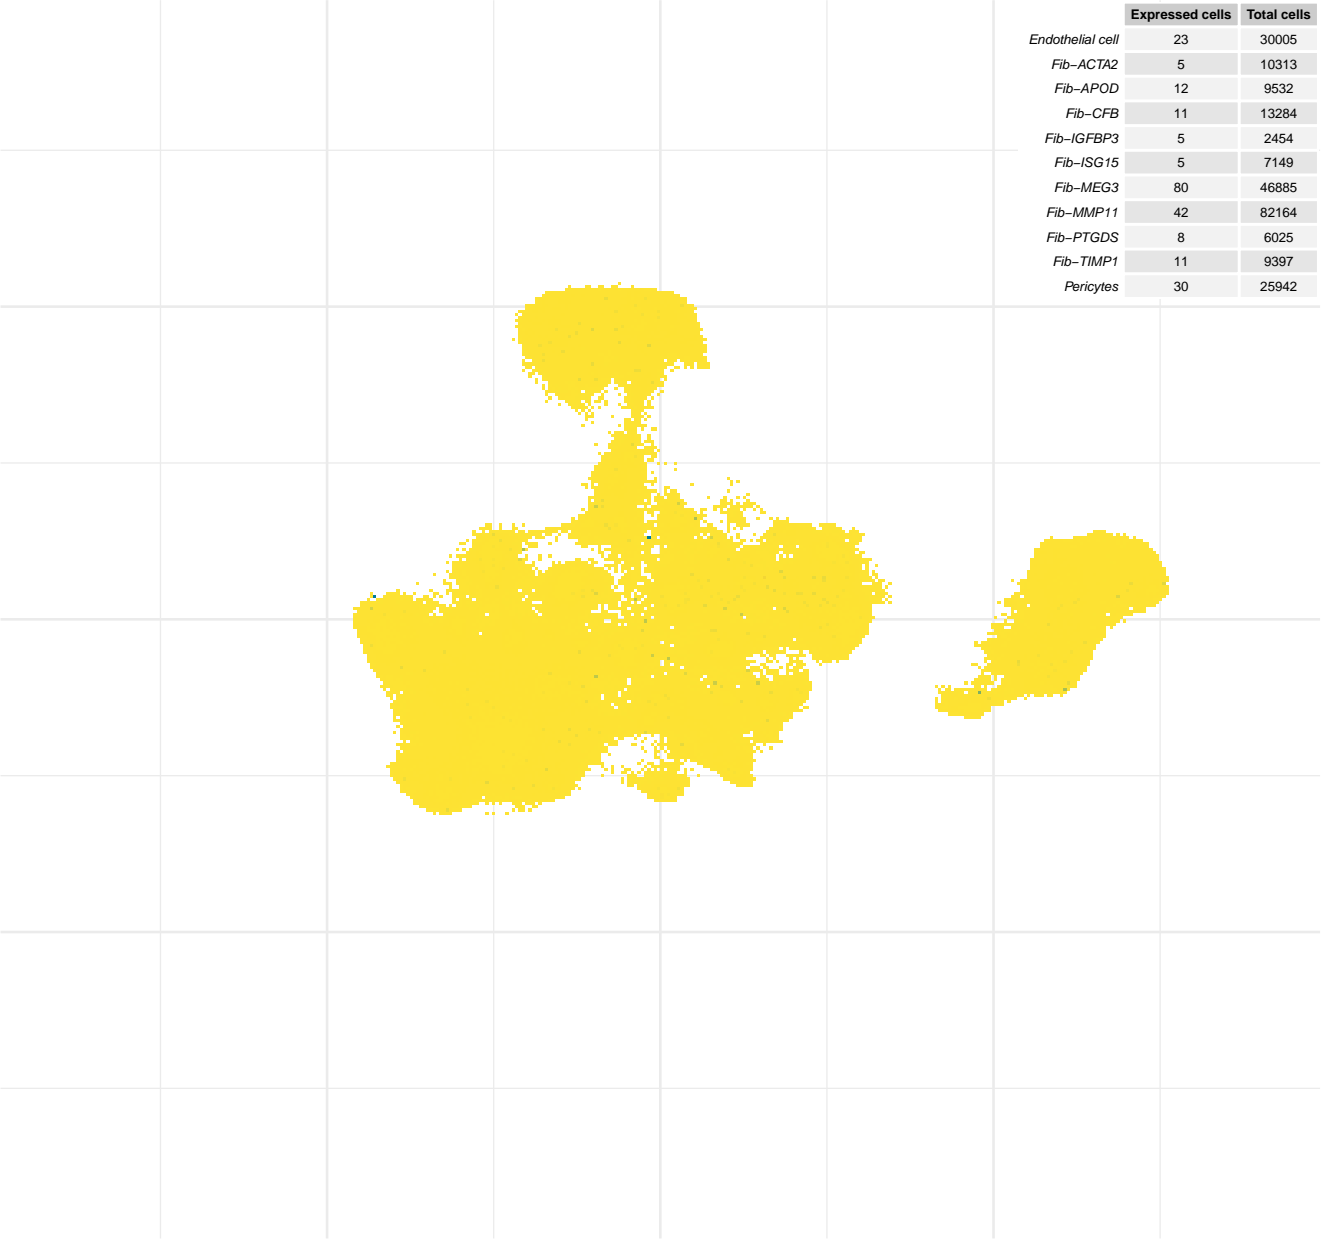 Expressed cells Total cells
Endothelial cell 23 30005
Fib−ACTA2 5 10313
Fib−APOD 12 9532
Fib−CFB 11 13284
Fib−IGFBP3 5 2454
Fib−ISG15 5 7149
Fib−MEG3 80 46885
Fib−MMP11 42 82164
Fib−PTGDS 8 6025
Fib−TIMP1 11 9397
Pericytes 30 25942